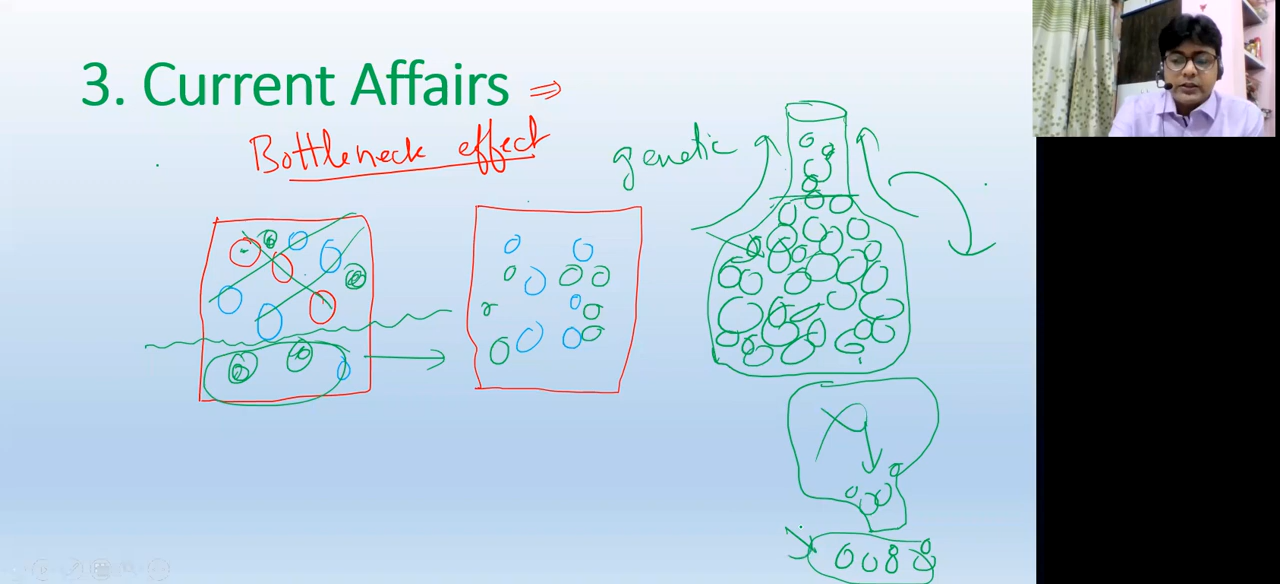 3. Current Affairs ⇒
Bottleneck effect
genetic